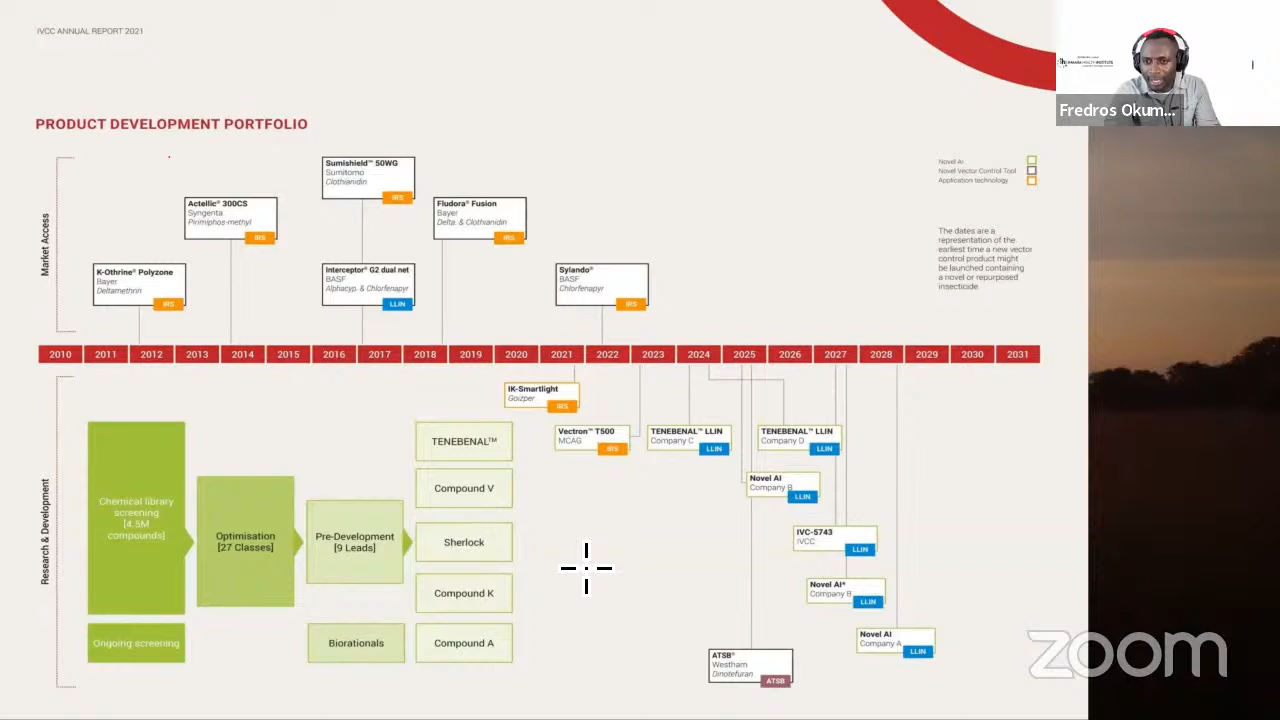 IVCC ANNUAL REPORT 2021
PRODUCT DEVELOPMENT PORTFOLIO
Fredros Okum...
Novel AI
Novel Vector Control Tool
Application technology
The dates are a
representation of the
earliest time a new vector
control product might
be launched containing
a novel or repurposed
insecticide.
Market Access
Sumishield™ 50WG
Sumitomo
Clothianidin
IRS
Actellic® 300CS
Syngenta
Pirimiphos-methyl
IRS
Fludora® Fusion
Bayer
Delta. & Clothianidin
IRS
K-Othrine® Polyzone
Bayer
Deltamethrin
IRS
Interceptor® G2 dual net
BASF
Alphacyp. & Chlorfenapyr
LLIN
Sylando®
BASF
Chlorfenapyr
IRS
2010 2011 2012 2013 2014 2015 2016 2017 2018 2019 2020 2021 2022 2023 2024 2025 2026 2027 2028 2029 2030 2031
Research & Development
IK-Smartlight
Goizper
IRS
Vectron™ T500
MCAG
IRS
TENEBENAL™ LLIN
Company C
LLIN
TENEBENAL™ LLIN
Company D
LLIN
Novel AI
Company B
LLIN
IVC-5743
IVCC
LLIN
Novel AI*
Company B
LLIN
Novel AI
Company A
LLIN
ATSB®
Westham
Dinotefuran
ATSB
Chemical library
screening
[4.5M
compounds]
Optimisation
[27 Classes]
Pre-Development
[9 Leads]
TENEBENAL™
Compound V
Sherlock
Compound K
Compound A
Ongoing screening
Biorationals
zoom